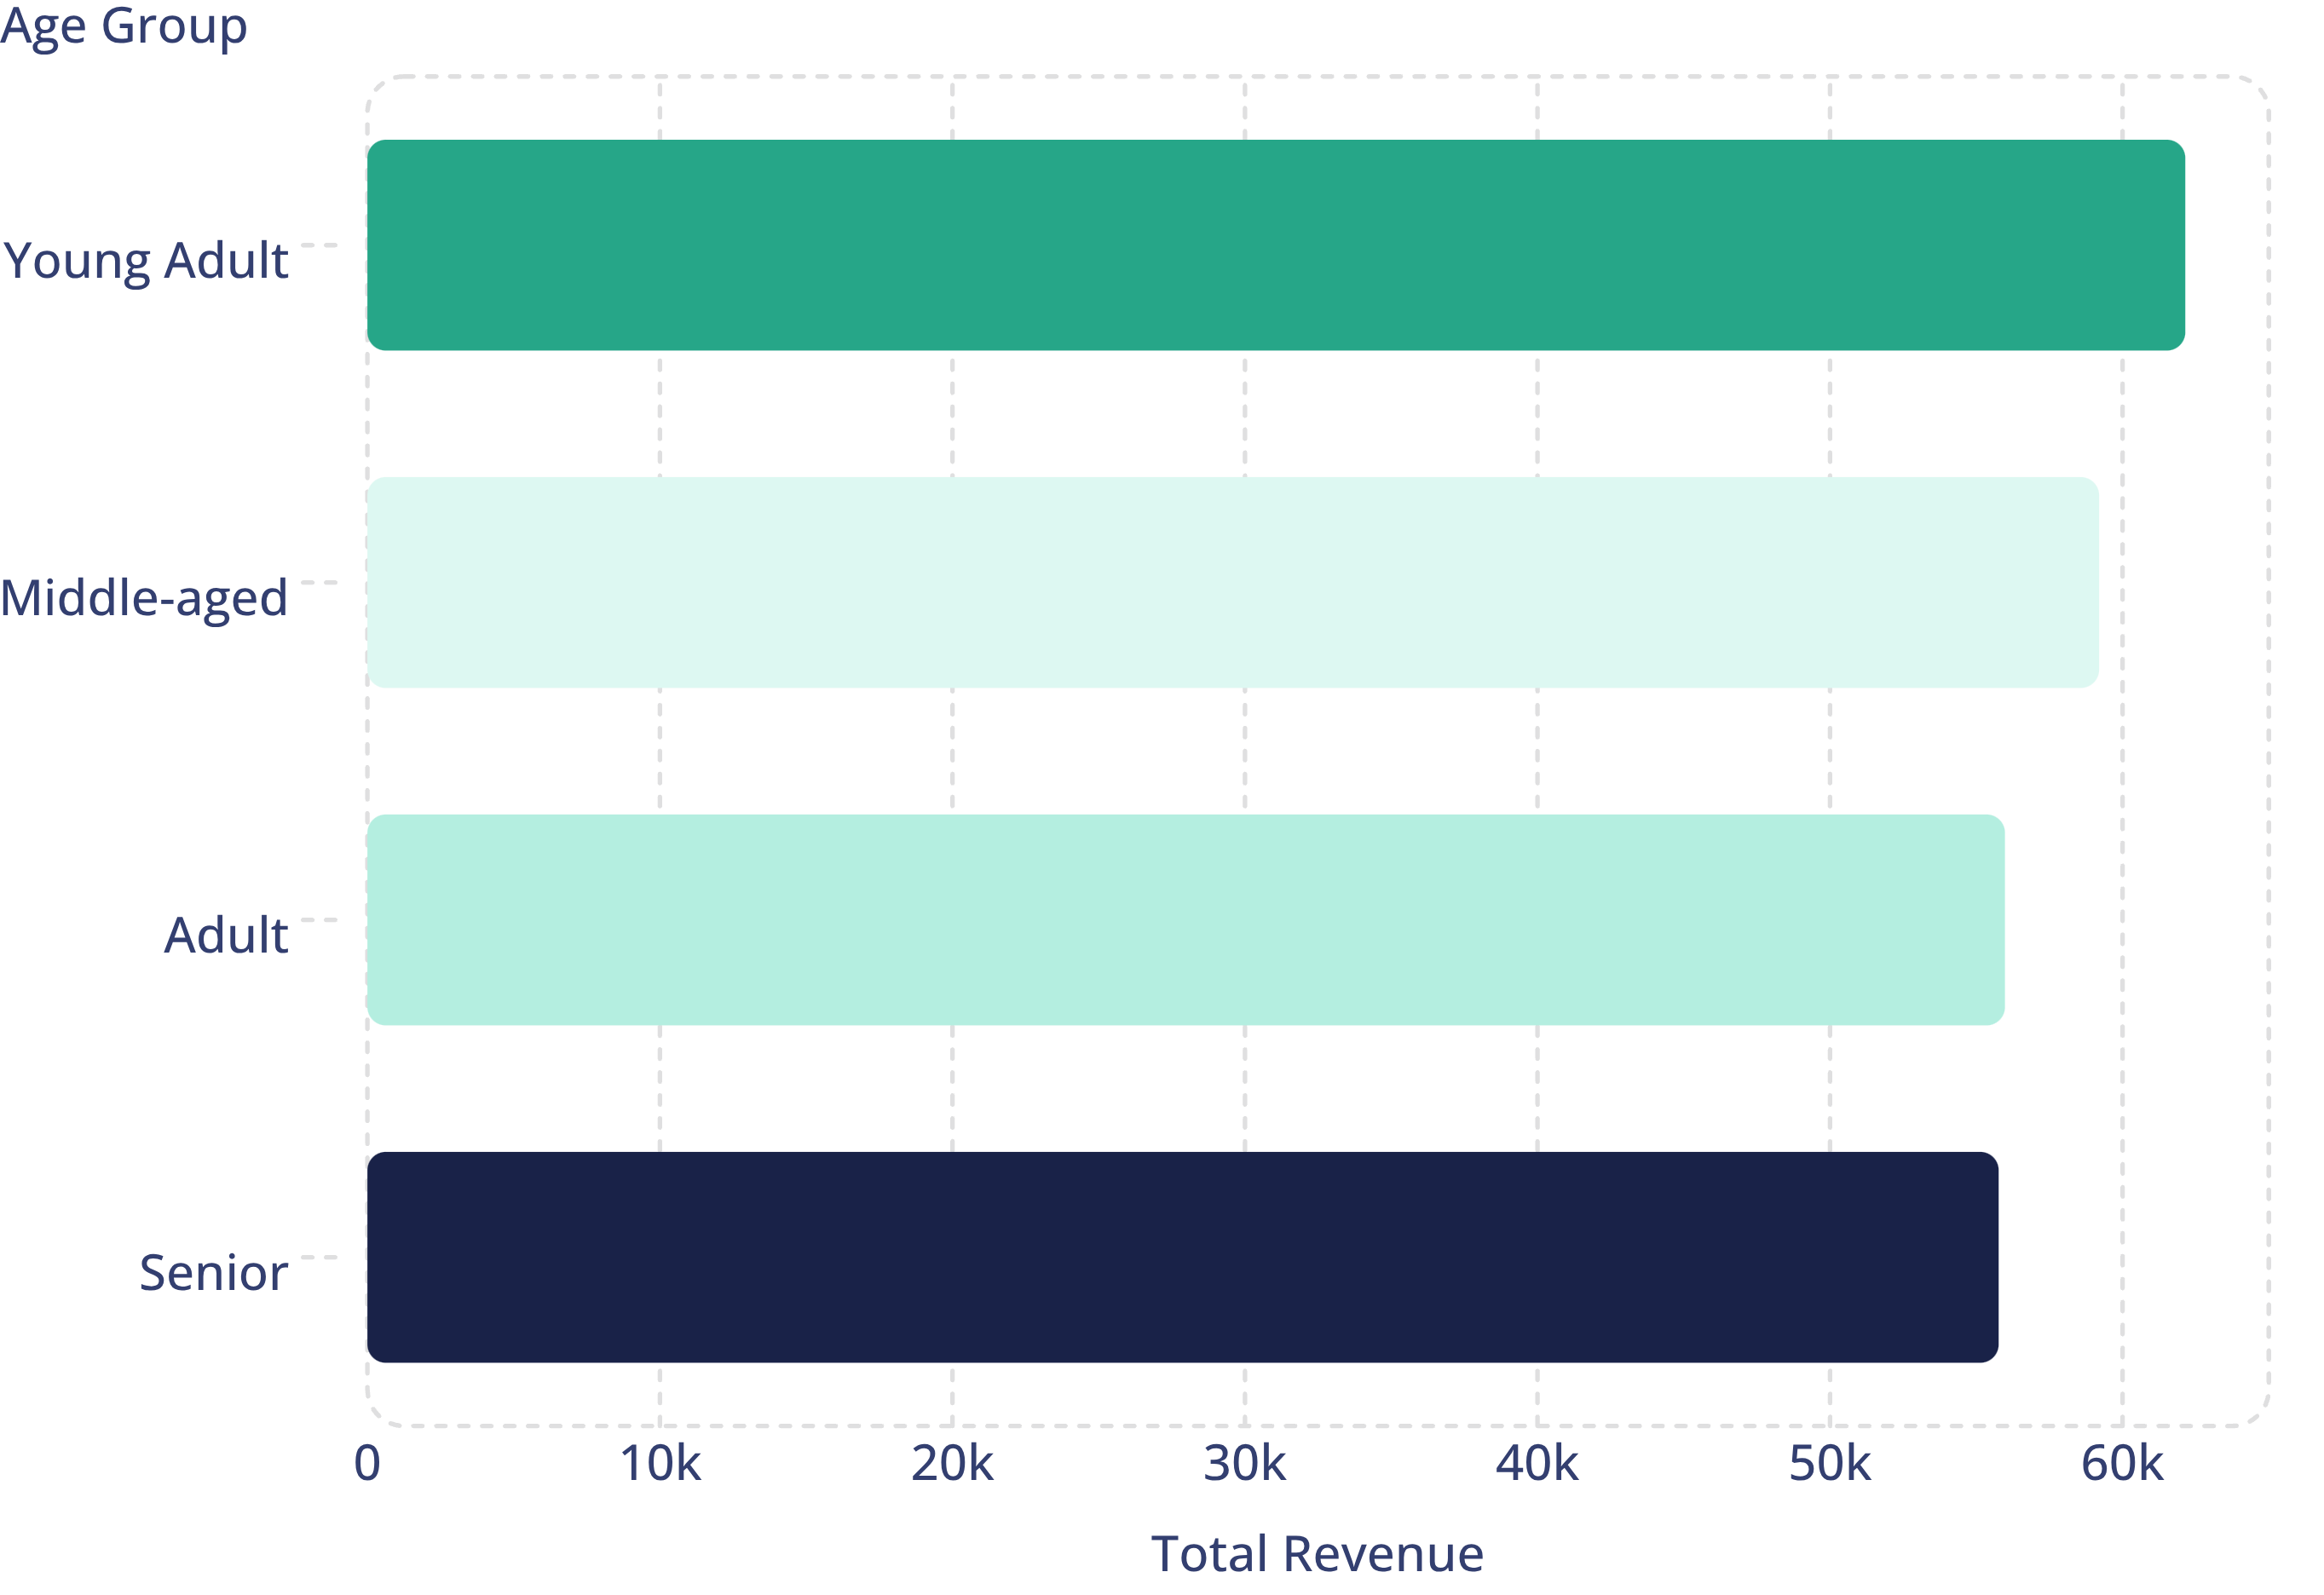 Age Group
Young Adult
Middle-aged
Adult
Senior
0 10k 20k 30k 40k 50k 60k
Total Revenue